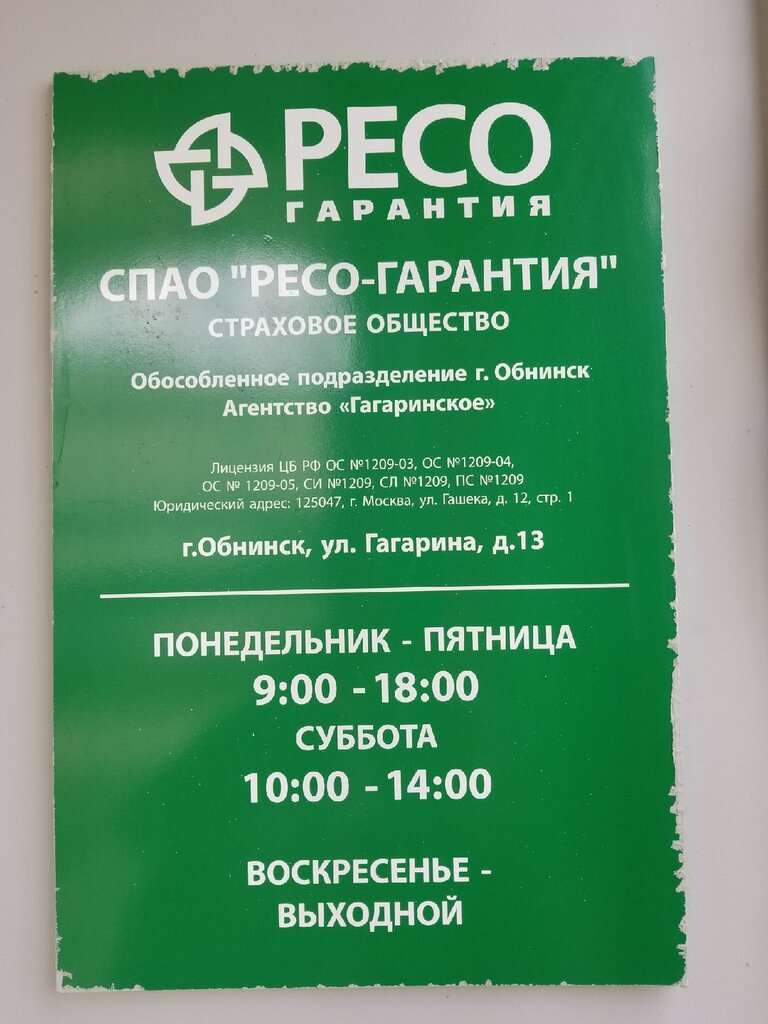 РЕСО
ГАРАНТИЯ
СПАО "РЕСО-ГАРАНТИЯ"
СТРАХОВОЕ ОБЩЕСТВО
Обособленное подразделение г. Обнинск
Агентство «Гагаринское»
Лицензия ЦБ РФ ОС №1209-03, ОС №1209-04,
ОС № 1209-05, СИ №1209, СЛ №1209, ПС №1209
Юридический адрес: 125047, г. Москва, ул. Гашека, д. 12, стр. 1
г.Обнинск, ул. Гагарина, д.13
ПОНЕДЕЛЬНИК - ПЯТНИЦА
9:00 - 18:00
СУББОТА
10:00 - 14:00
ВОСКРЕСЕНЬЕ -
ВЫХОДНОЙ